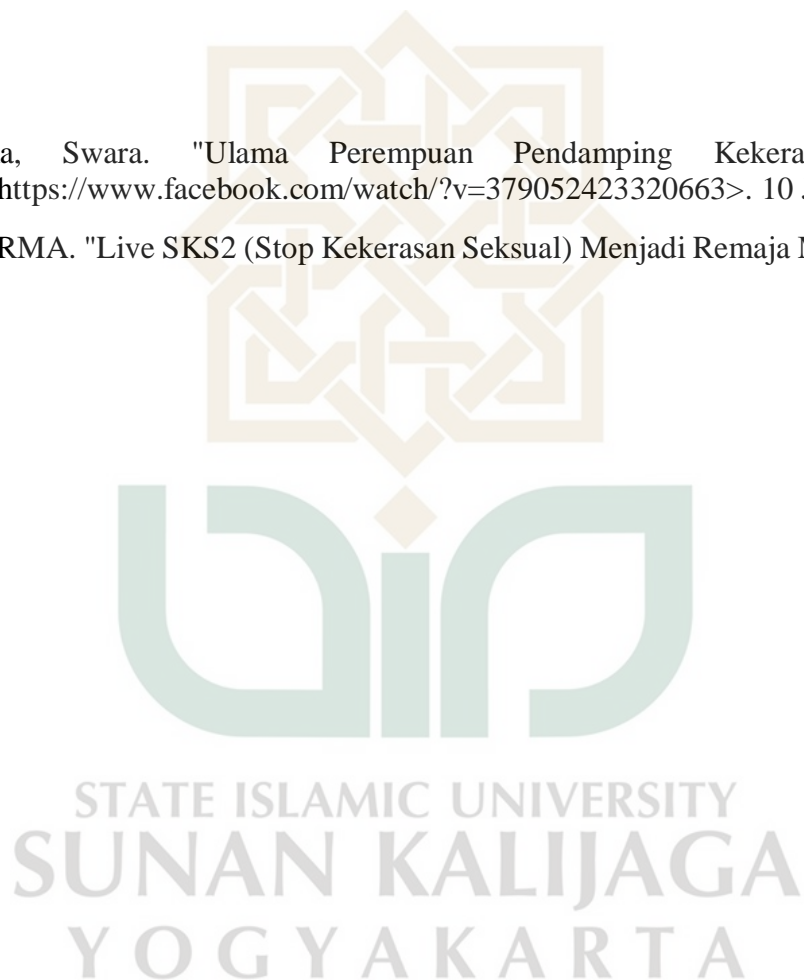 a, Swara. "Ulama Perempuan Pendamping Kekera
https://www.facebook.com/watch/?v=379052423320663>. 10 .
RMA. "Live SKS2 (Stop Kekerasan Seksual) Menjadi Remaja M
STATE ISLAMIC UNIVERSITY
SUNAN KALIJAGA
YOGYAKARTA